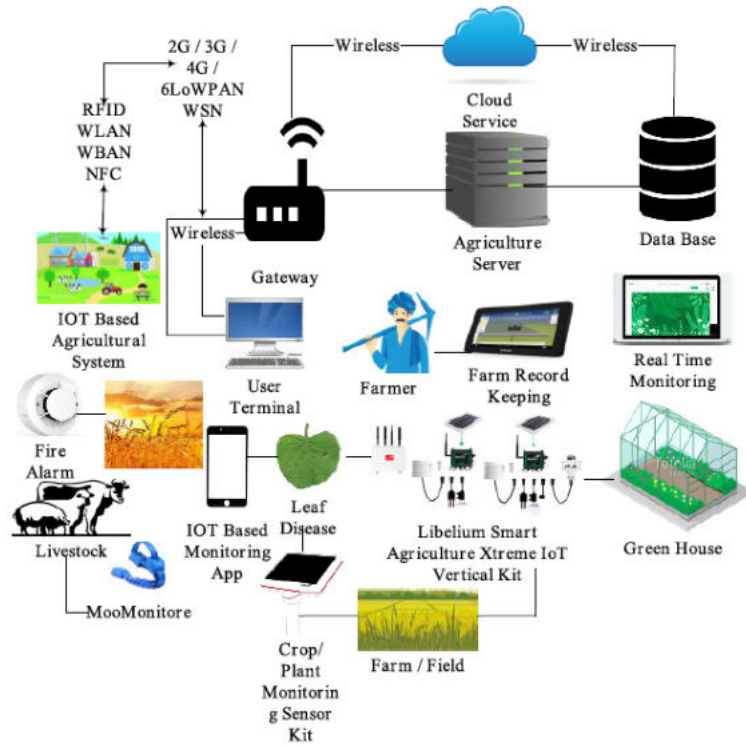 2G / 3G /
4G /
6LoWPAN
WSN
Wireless
Wireless
RFID
WLAN
WBAN
NFC
Cloud
Service
Wireless
Gateway
Agriculture
Server
Data Base
IOT Based
Agricultural
System
User
Terminal
Farmer
Farm Record
Keeping
Real Time
Monitoring
Fire
Alarm
Livestock
MooMonitore
IOT Based
Monitoring
App
Leaf
Disease
Libelium Smart
Agriculture Xtreme IoT
Vertical Kit
Green House
Crop/
Plant
Monitorin
g Sensor
Kit
Farm / Field